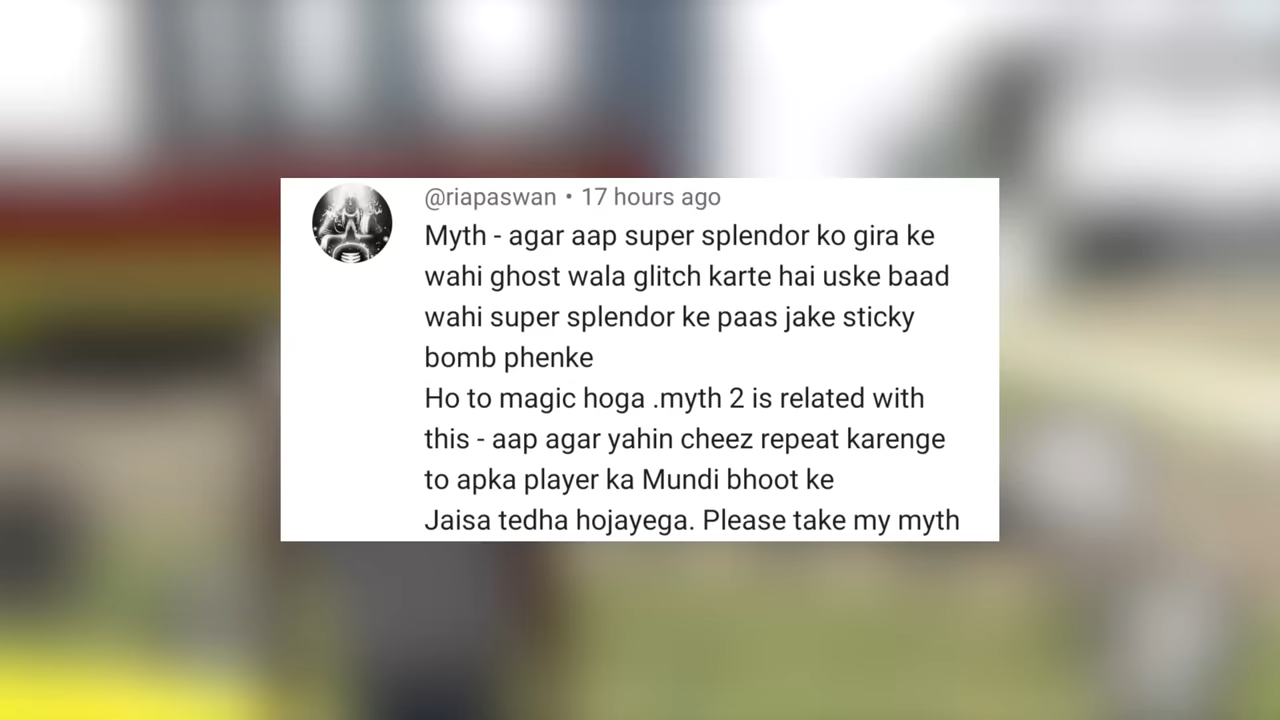 @riapaswan • 17 hours ago
Myth - agar aap super splendor ko gira ke
wahi ghost wala glitch karte hai uske baad
wahi super splendor ke paas jake sticky
bomb phenke
Ho to magic hoga .myth 2 is related with
this - aap agar yahin cheez repeat karenge
to apka player ka Mundi bhoot ke
Jaisa tedha hojayega. Please take my myth